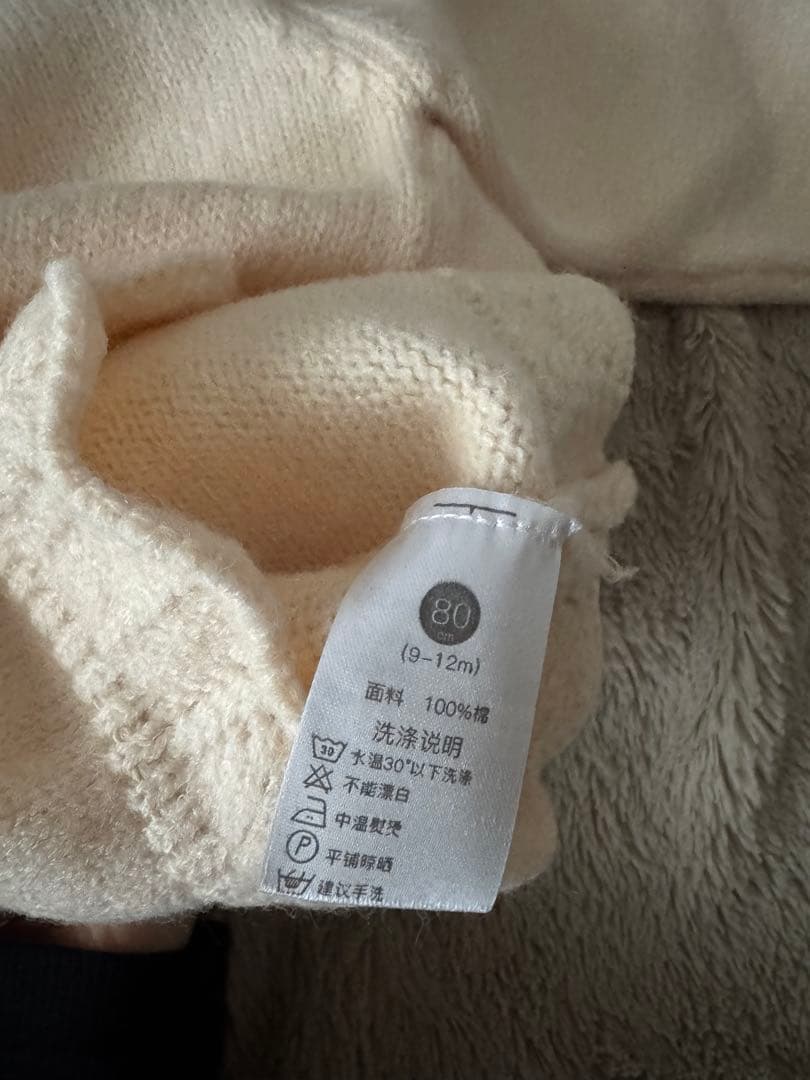 80
cm
(9-12m)
面料 100%棉
洗涤说明
30 水温30°以下洗涤
不能漂白
中温熨烫
P 平铺晾晒
建议手洗